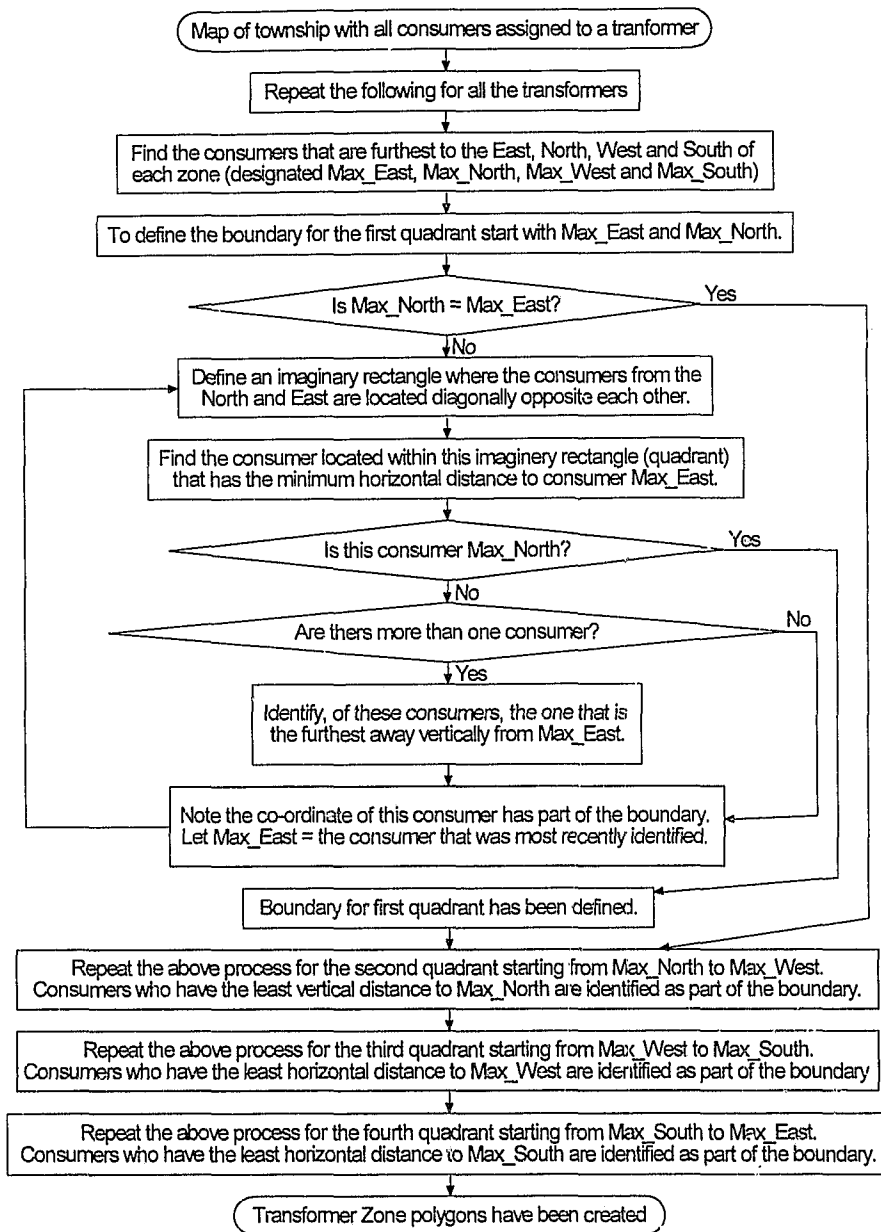 Map of township with all consumers assigned to a tranformer
Repeat the following for all the transformers
Find the consumers that are furthest to the East, North, West and South of
each zone (designated Max_East, Max_North, Max_West and Max_South)
To define the boundary for the first quadrant start with Max_East and Max_North.
Is Max_North = Max_East?
Yes
No
Define an imaginary rectangle where the consumers from the
North and East are located diagonally opposite each other.
Find the consumer located within this imaginery rectangle (quadrant)
that has the minimum horizontal distance to consumer Max_East.
Is this consumer Max_North?
Yes
No
Are thers more than one consumer?
No
Yes
Identify, of these consumers, the one that is
the furthest away vertically from Max_East.
Note the co-ordinate of this consumer has part of the boundary.
Let Max_East = the consumer that was most recently identified.
Boundary for first quadrant has been defined.
Repeat the above process for the second quadrant starting from Max_North to Max_West.
Consumers who have the least vertical distance to Max_North are identified as part of the boundary.
Repeat the above process for the third quadrant starting from Max_West to Max_South.
Consumers who have the least horizontal distance to Max_West are identified as part of the boundary
Repeat the above process for the fourth quadrant starting from Max_South to Max_East.
Consumers who have the least horizontal distance to Max_South are identified as part of the boundary.
Transformer Zone polygons have been created